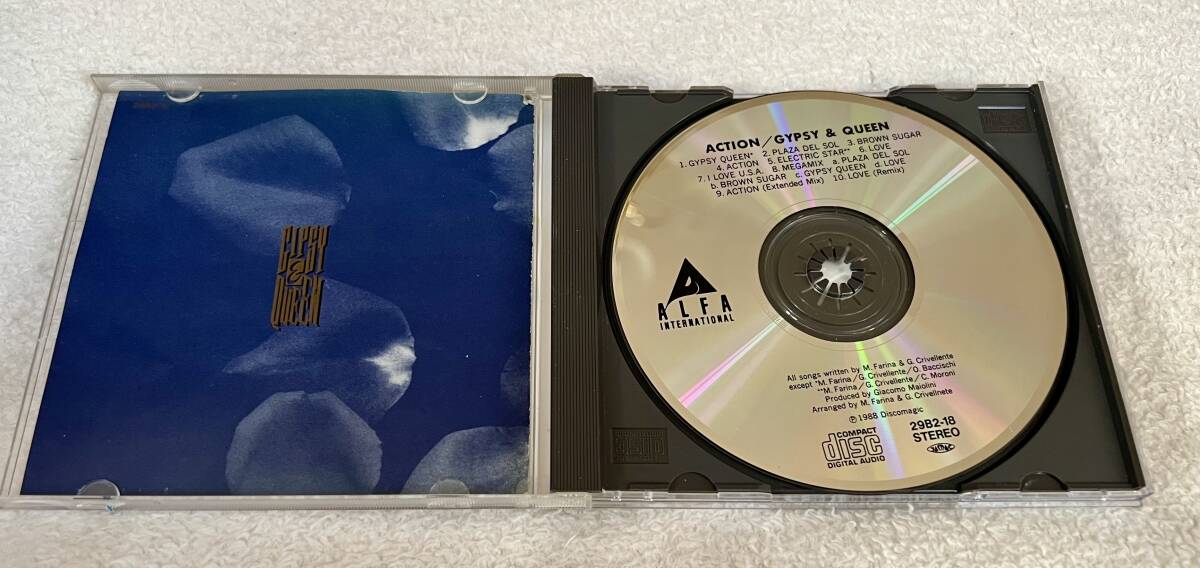 GYPSY
&
QUEEN
ACTION/GYPSY & QUEEN
1. GYPSY QUEEN* 2. PLAZA DEL SOL 3. BROWN SUGAR
4. ACTION 5. ELECTRIC STAR** 6. LOVE
7. I LOVE U.S.A. 8. MEGAMIX a. PLAZA DEL SOL
b. BROWN SUGAR c. GYPSY QUEEN d. LOVE
9. ACTION (Extended Mix) 10. LOVE (Remix)
ALFA
INTERNATIONAL
All songs written by M. Farina & G. Crivellente
except *M. Farina/G. Crivellente/O. Baccischi
**M. Farina/G. Crivellente/C. Moroni
Produced by Giacomo Maiolini
Arranged by M. Farina & G. Crivellnete
Ⓟ1988 Discomagic
COMPACT
disc
DIGITAL AUDIO
29B2-18
STEREO